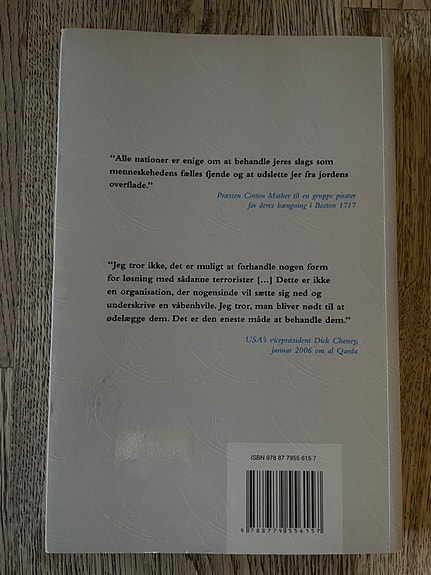 "Alle nationer er enige om at behandle jeres slags som
menneskehedens fælles fjende og at udslette jer fra jordens
overflade."
Præsten Cotton Mather til en gruppe pirater
før deres hængning i Boston 1717
"Jeg tror ikke, det er muligt at forhandle nogen form
for løsning med sådanne terrorister [...] Dette er ikke
en organisation, der nogensinde vil sætte sig ned og
underskrive en våbenhvile. Jeg tror, man bliver nødt til at
ødelægge dem. Det er den eneste måde at behandle dem."
USA's vicepræsident Dick Cheney,
januar 2006 om al Qaeda
ISBN 978 87 7955 615 7
9 788779 556157